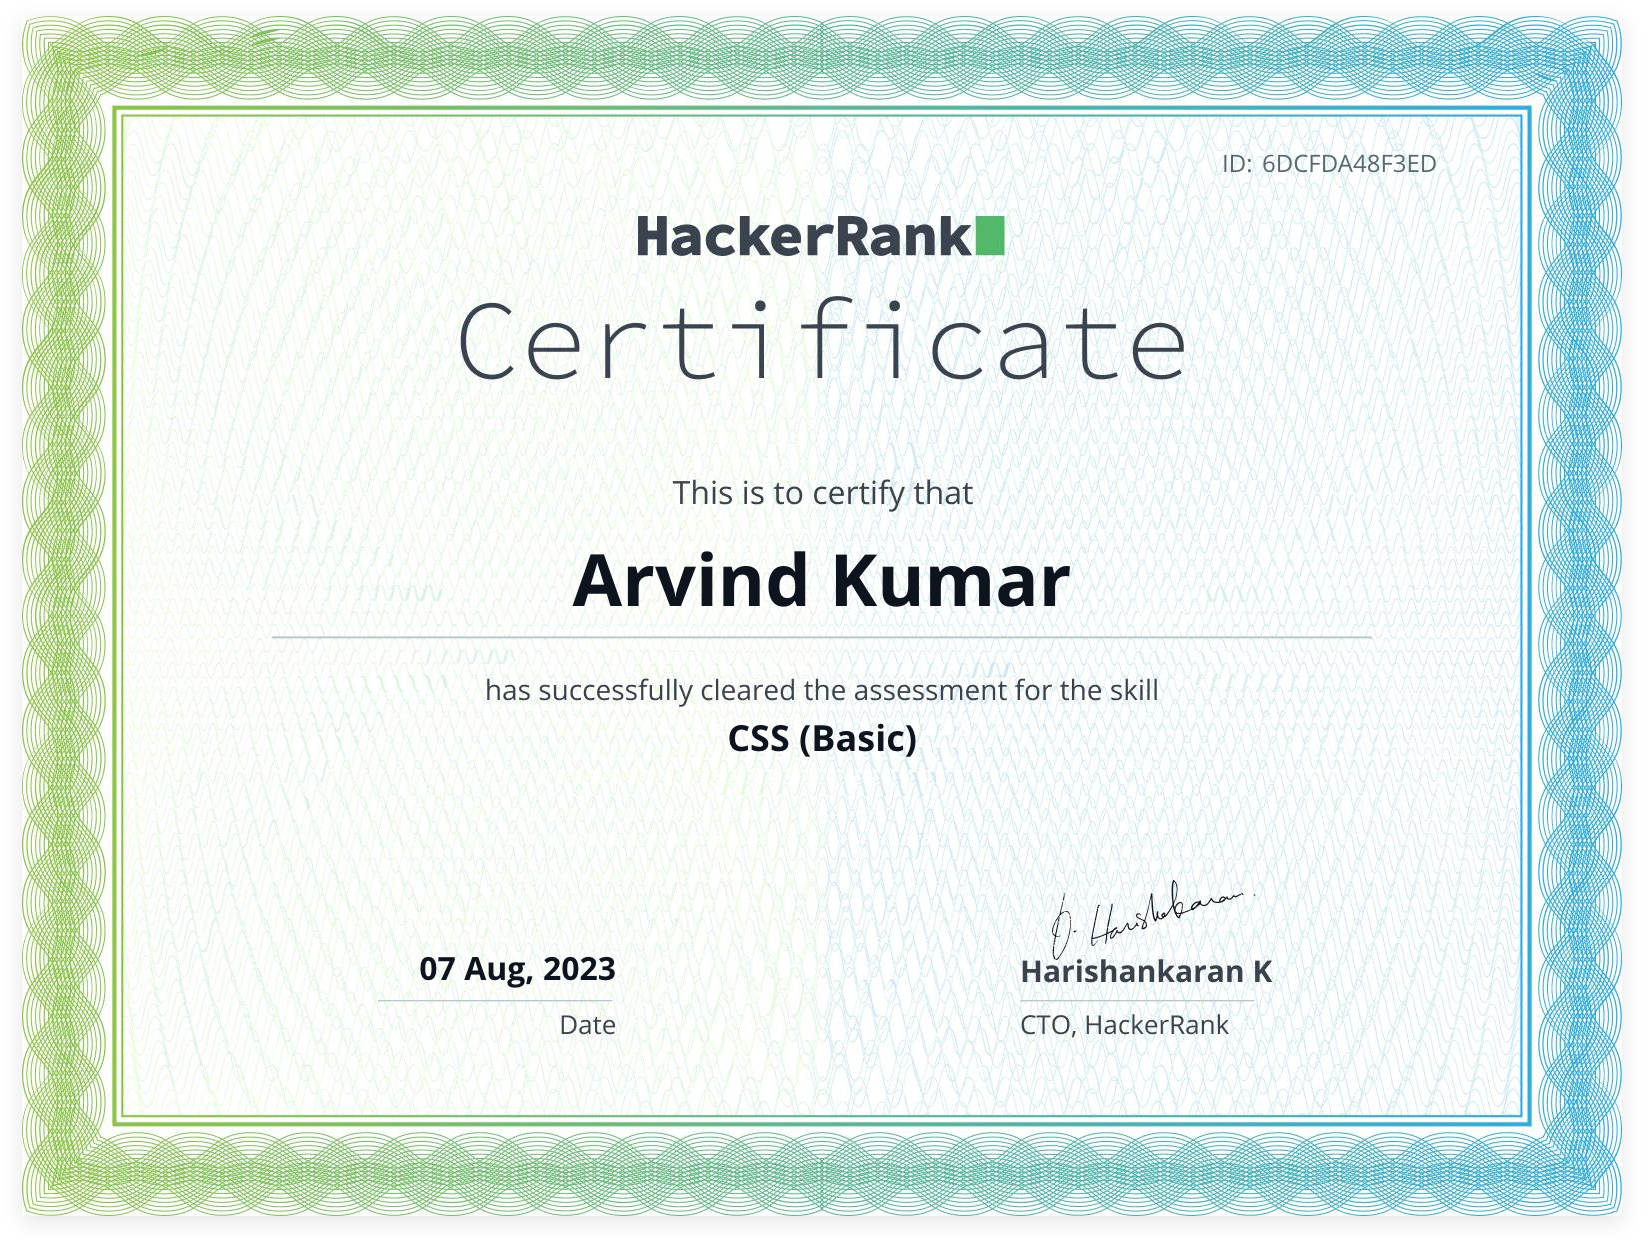 ID: 6DCFDA48F3ED
HackerRank
Certificate
This is to certify that
Arvind Kumar
has successfully cleared the assessment for the skill
CSS (Basic)
07 Aug, 2023
Date
Harishankaran K
CTO, HackerRank